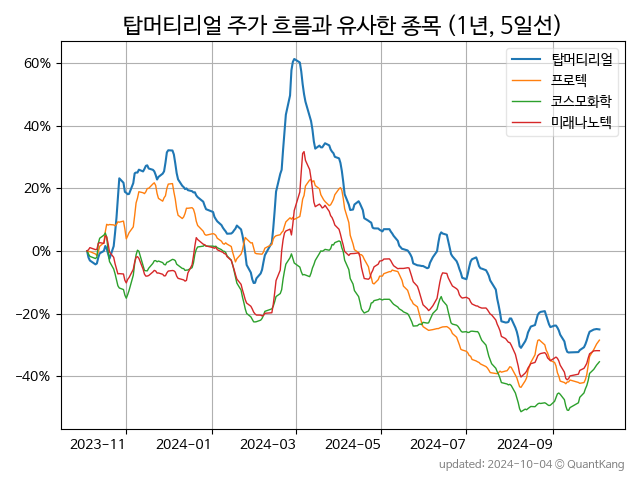 탑머티리얼 주가 흐름과 유사한 종목 (1년, 5일선)
탑머티리얼
프로텍
코스모화학
미래나노텍
60%
40%
20%
0%
−20%
−40%
2023−11
2024−01
2024−03
2024−05
2024−07
2024−09
updated: 2024-10-04 © QuantKang